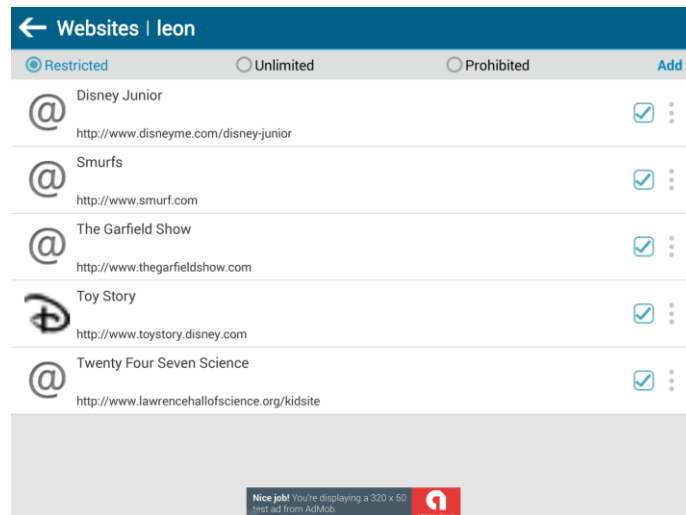 Websites | leon
Restricted Unlimited Prohibited Add
Disney Junior
http://www.disneyme.com/disney-junior
Smurfs
http://www.smurf.com
The Garfield Show
http://www.thegarfieldshow.com
Toy Story
http://www.toystory.disney.com
Twenty Four Seven Science
http://www.lawrencehallofscience.org/kidsite
Nice job! You're displaying a 320 x 50
test ad from AdMob.